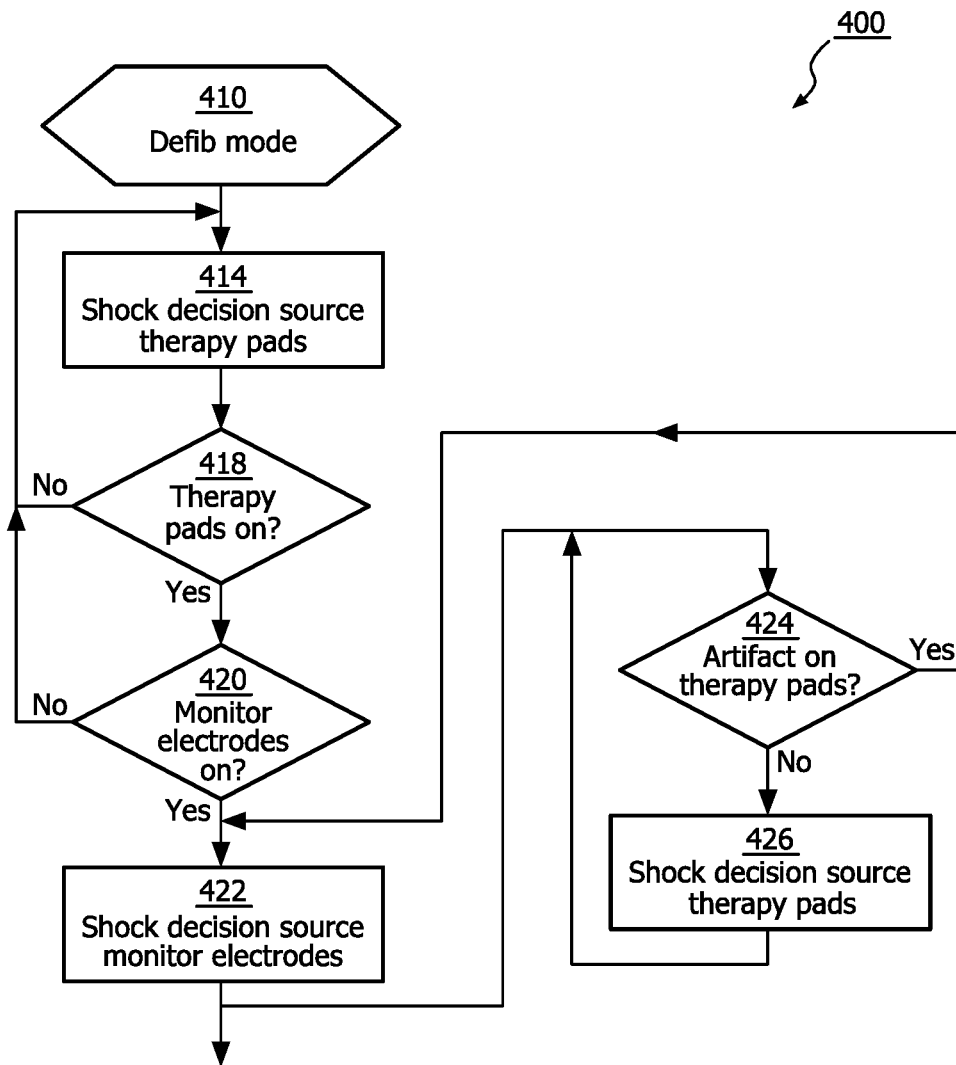 400
410
Defib mode
414
Shock decision source
therapy pads
418
Therapy
pads on?
No
Yes
420
Monitor
electrodes
on?
No
Yes
422
Shock decision source
monitor electrodes
424
Artifact on
therapy pads?
Yes
No
426
Shock decision source
therapy pads